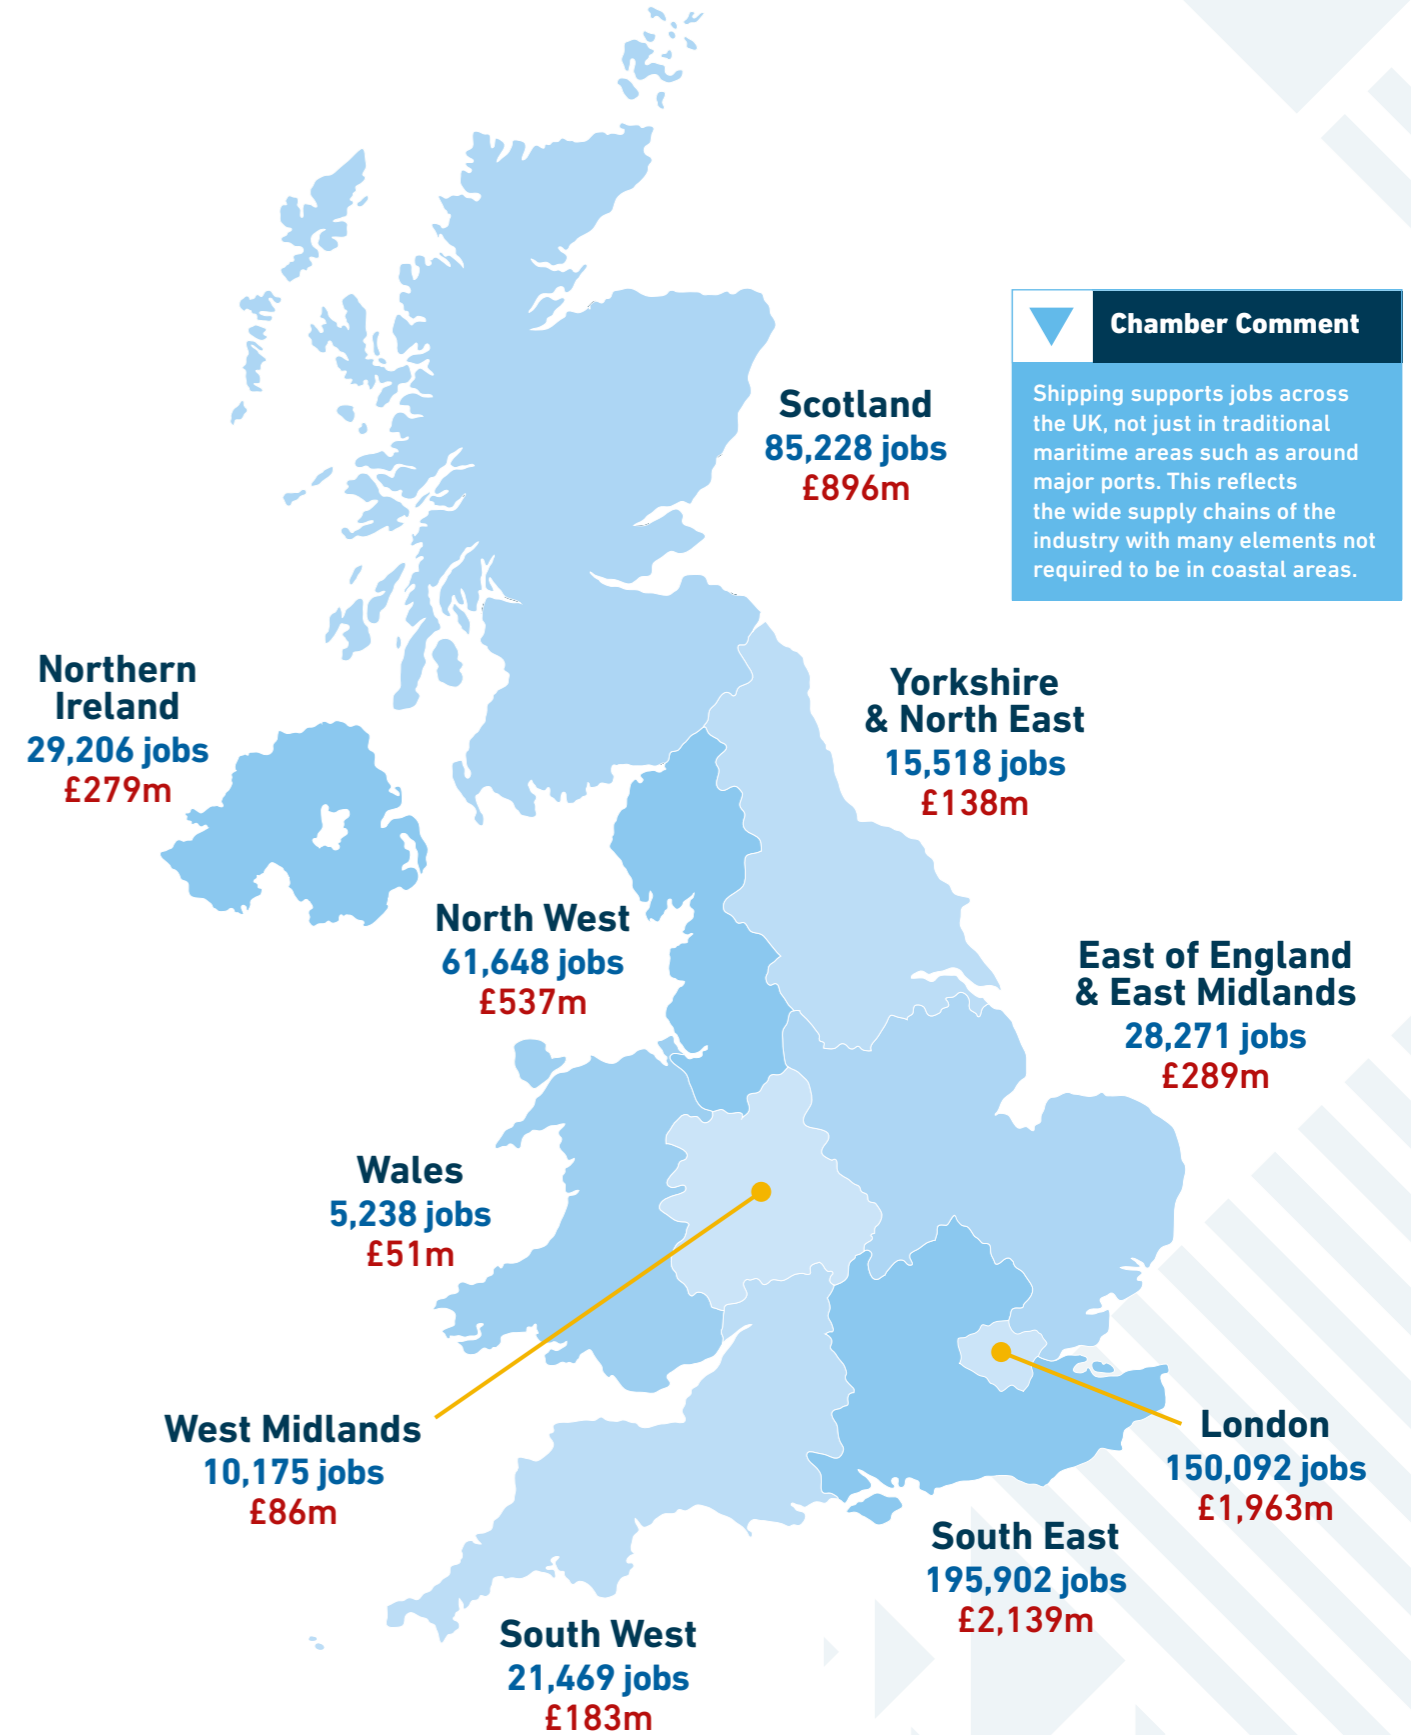 Chamber Comment
Shipping supports jobs across
the UK, not just in traditional
maritime areas such as around
major ports. This reflects
the wide supply chains of the
industry with many elements not
required to be in coastal areas.
Scotland
85,228 jobs
£896m
Northern
Ireland
29,206 jobs
£279m
Yorkshire
& North East
15,518 jobs
£138m
North West
61,648 jobs
£537m
East of England
& East Midlands
28,271 jobs
£289m
Wales
5,238 jobs
£51m
West Midlands
10,175 jobs
£86m
London
150,092 jobs
£1,963m
South East
195,902 jobs
£2,139m
South West
21,469 jobs
£183m